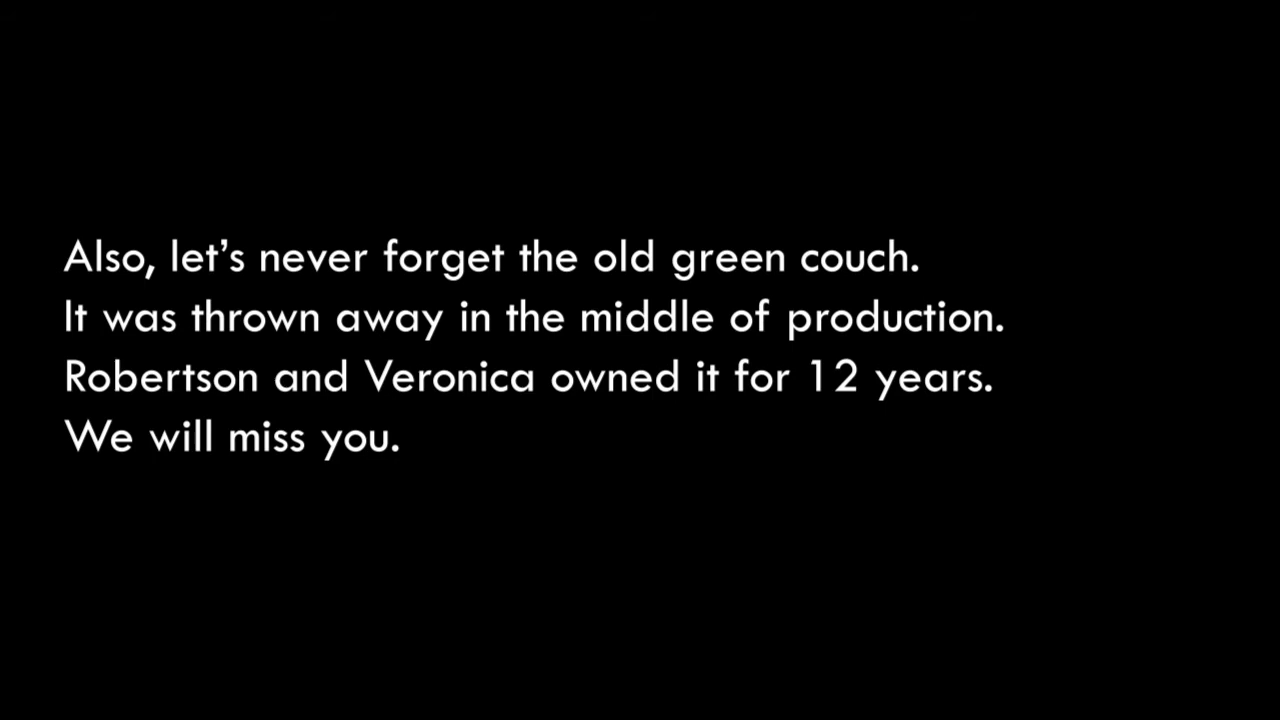 Also, let’s never forget the old green couch.
It was thrown away in the middle of production.
Robertson and Veronica owned it for 12 years.
We will miss you.